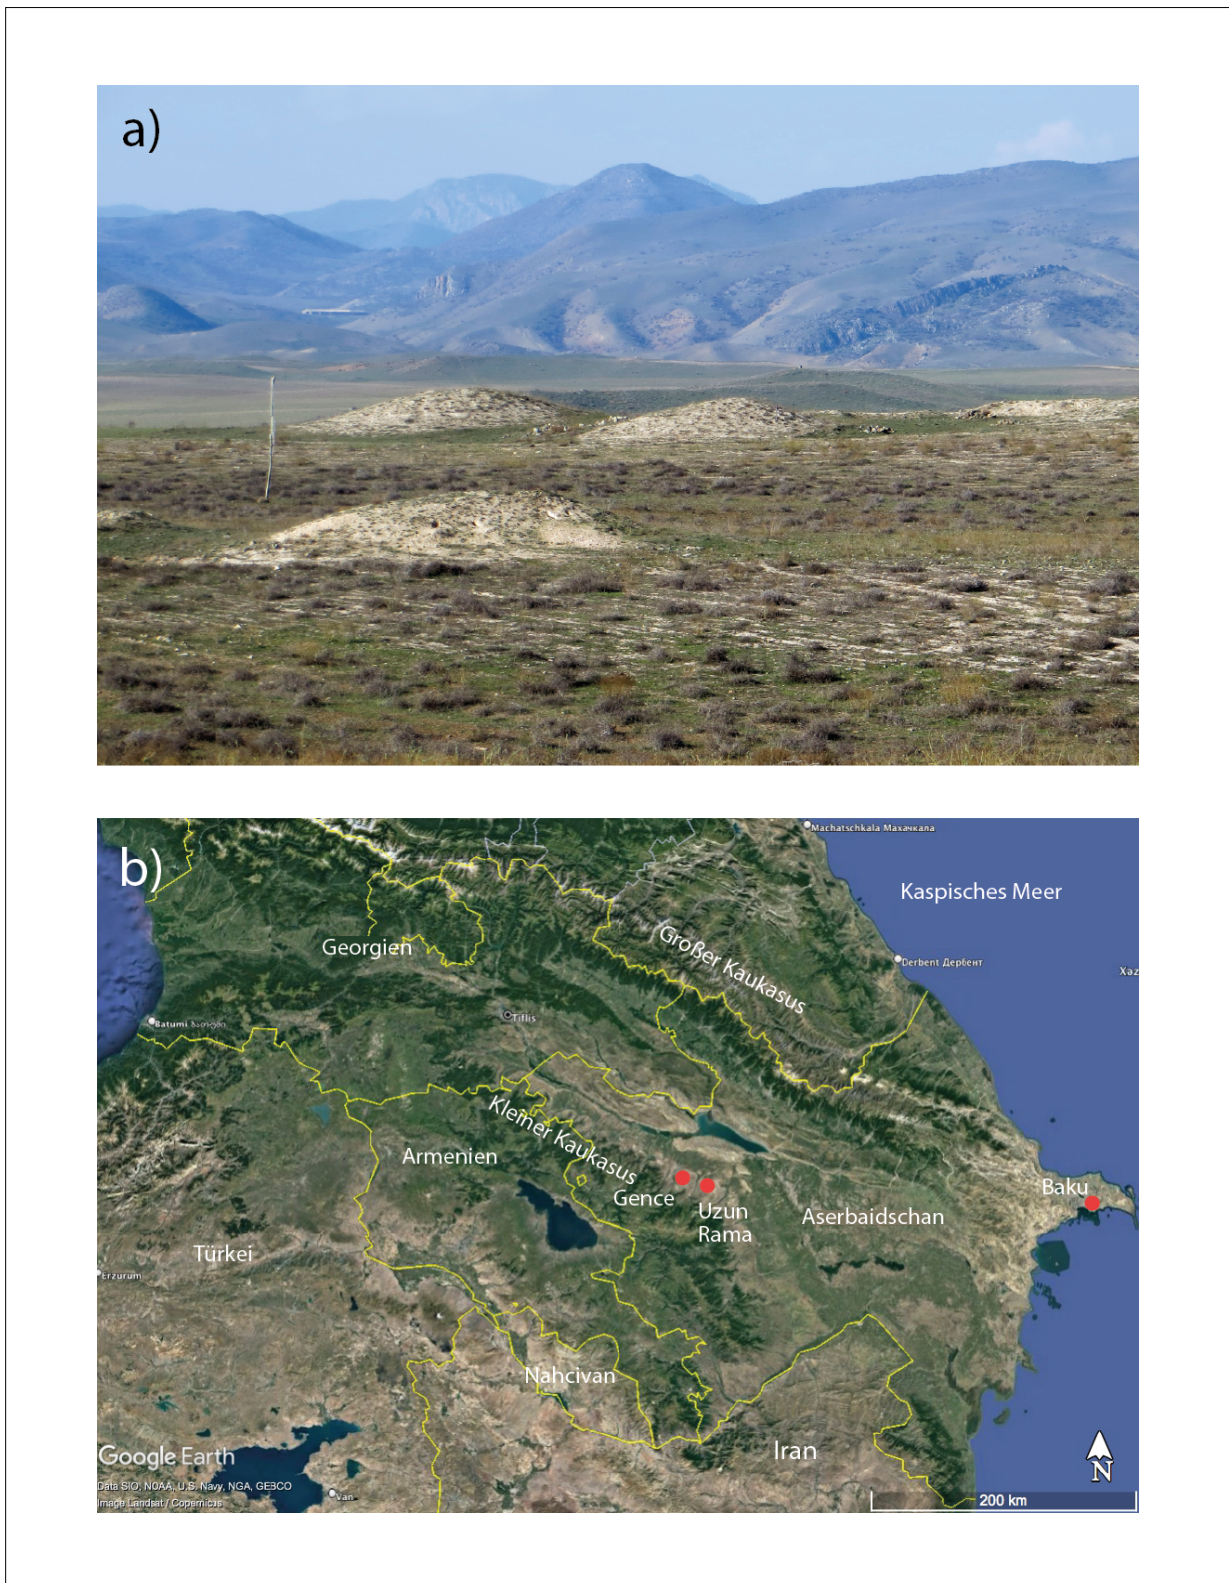 a)
b)
Machatschkala Махачкала
Kaspisches Meer
Großer Kaukasus
Georgien
Derbent Дербент
Xəz
Batumi ბათუმი
Tiflis
Kleiner Kaukasus
Armenien
Gence
Uzun
Rama
Baku
Aserbaidschan
Türkei
Erzurum
Nahcivan
Iran
Google Earth
Data SIO, NOAA, U.S. Navy, NGA, GEBCO
Image Landsat / Copernicus
Van
N
200 km